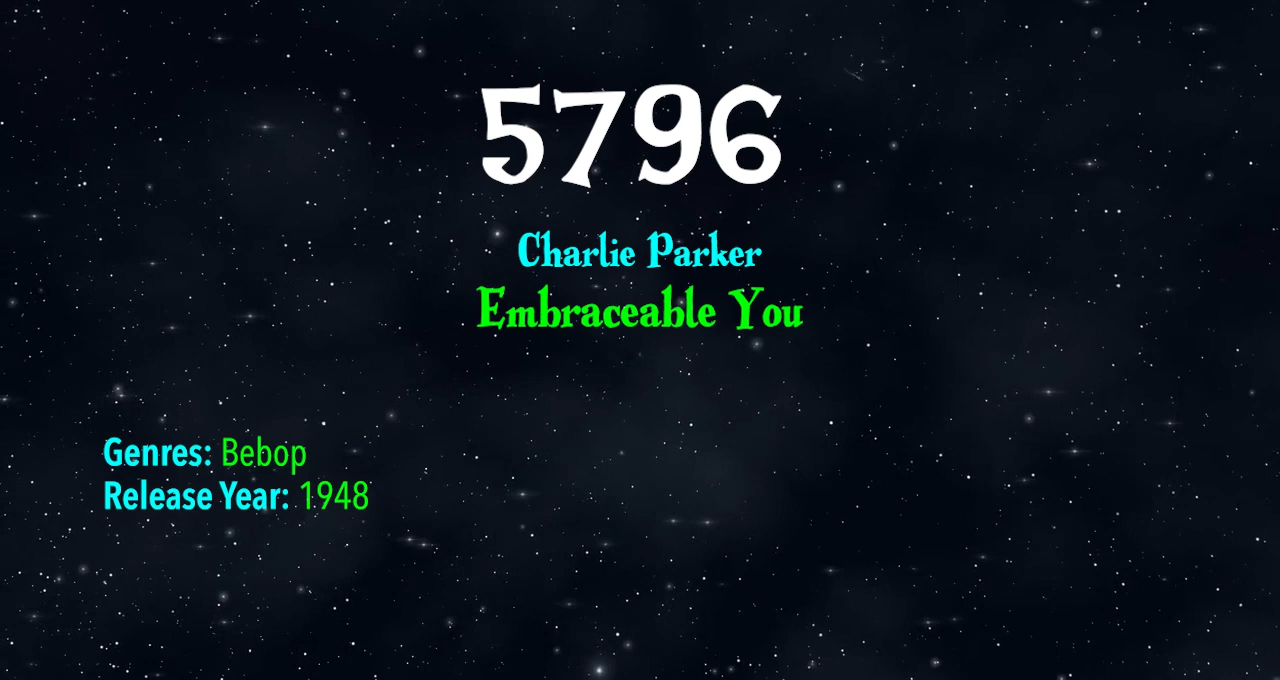 5796
Charlie Parker
Embraceable You
Genres: Bebop
Release Year: 1948